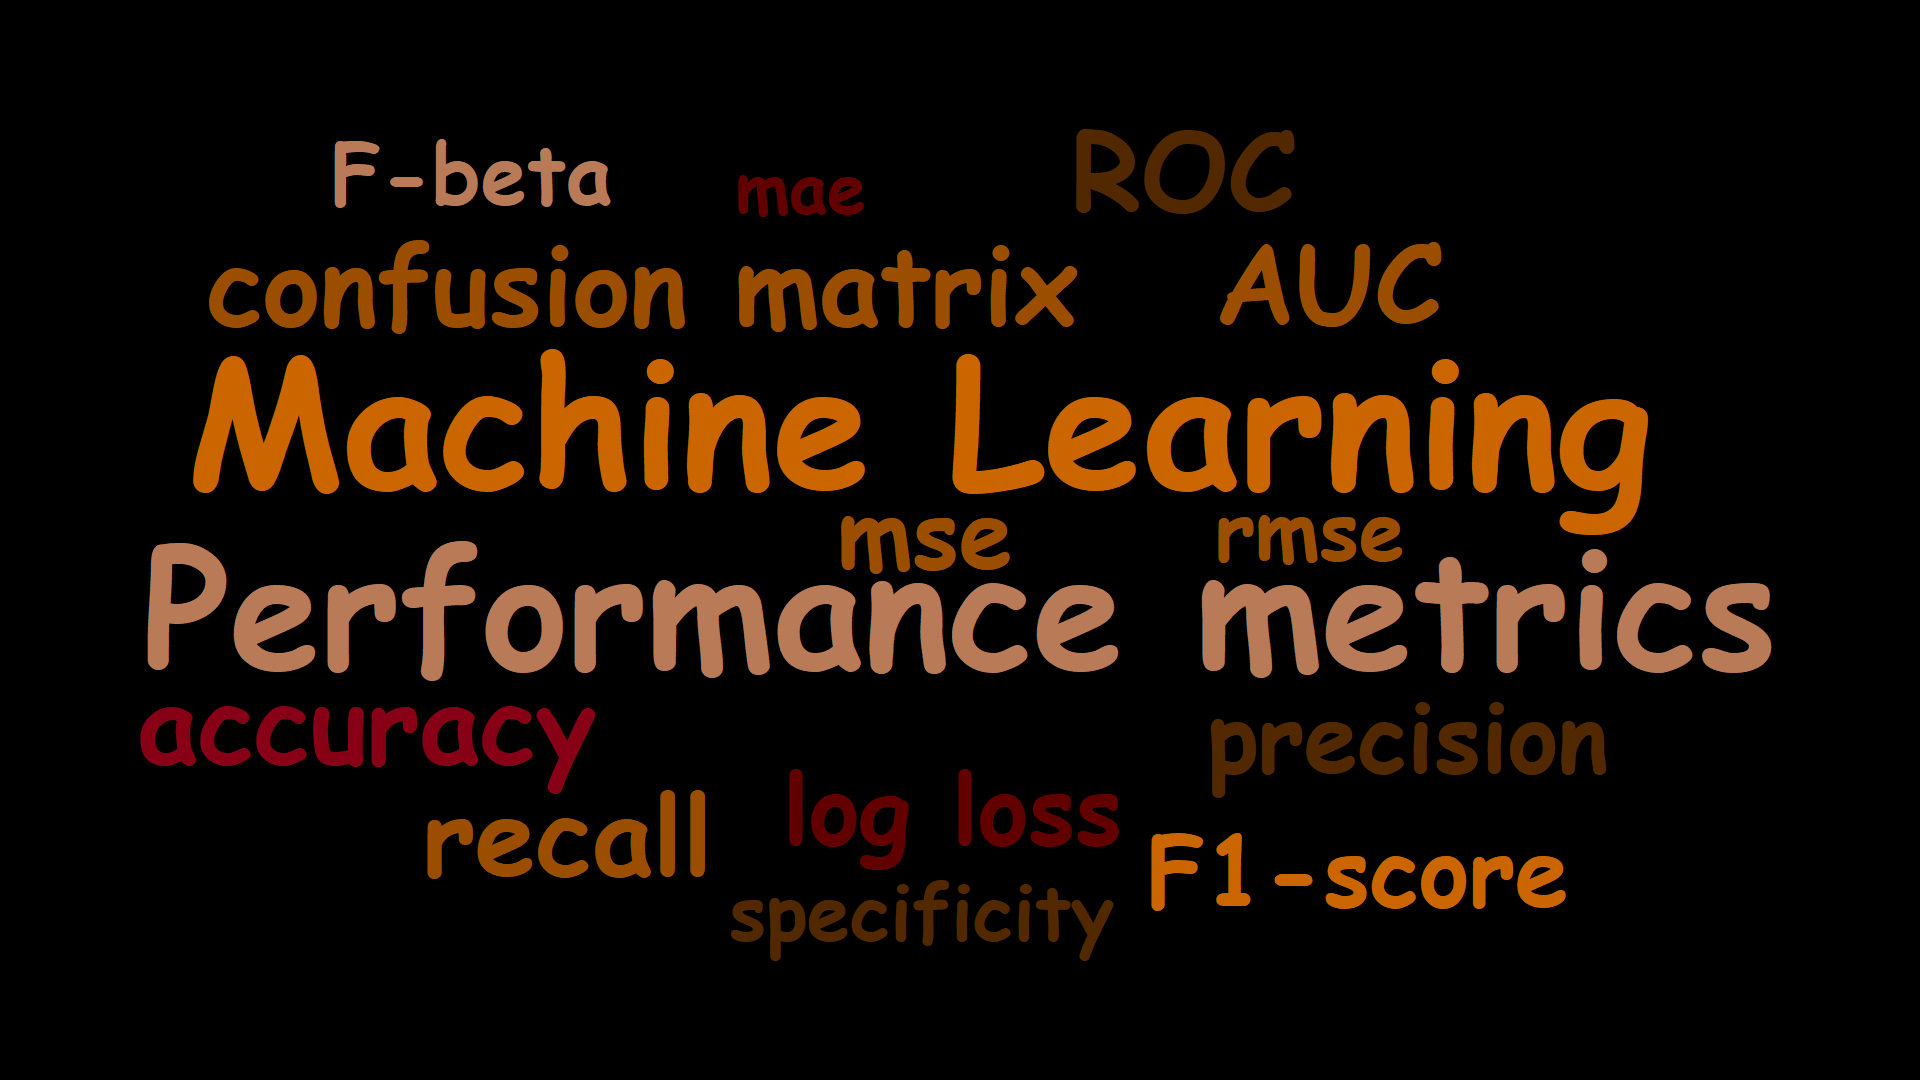 F-beta mae ROC
confusion matrix AUC
Machine Learning
mse rmse
Performance metrics
accuracy precision
recall log loss F1-score
specificity